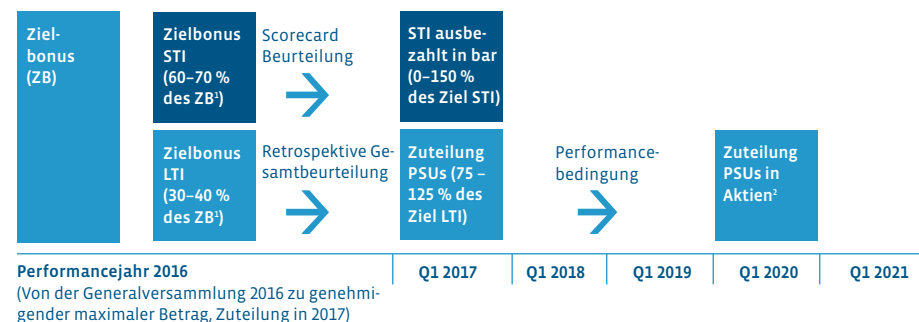 Ziel-
bonus
(ZB)
Zielbonus
STI
(60–70 %
des ZB¹)
Scorecard
Beurteilung
STI ausbe-
zahlt in bar
(0–150 %
des Ziel STI)
Zielbonus
LTI
(30–40 %
des ZB¹)
Retrospektive Ge-
samtbeurteilung
Zuteilung
PSUs (75 –
125 % des
Ziel LTI)
Performance-
bedingung
Zuteilung
PSUs in
Aktien²
Performancejahr 2016
(Von der Generalversammlung 2016 zu genehmi-
gender maximaler Betrag, Zuteilung in 2017)
Q1 2017
Q1 2018
Q1 2019
Q1 2020
Q1 2021